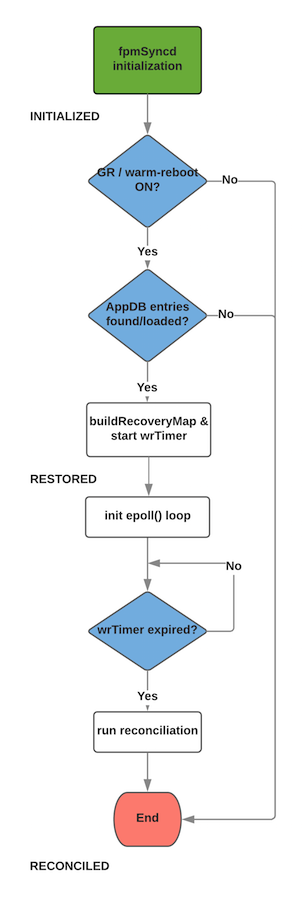 fpmSyncd
initialization
INITIALIZED
GR / warm-reboot
ON?
No
Yes
AppDB entries
found/loaded?
No
Yes
buildRecoveryMap &
start wrTimer
RESTORED
init epoll() loop
No
wrTimer expired?
Yes
run reconciliation
End
RECONCILED